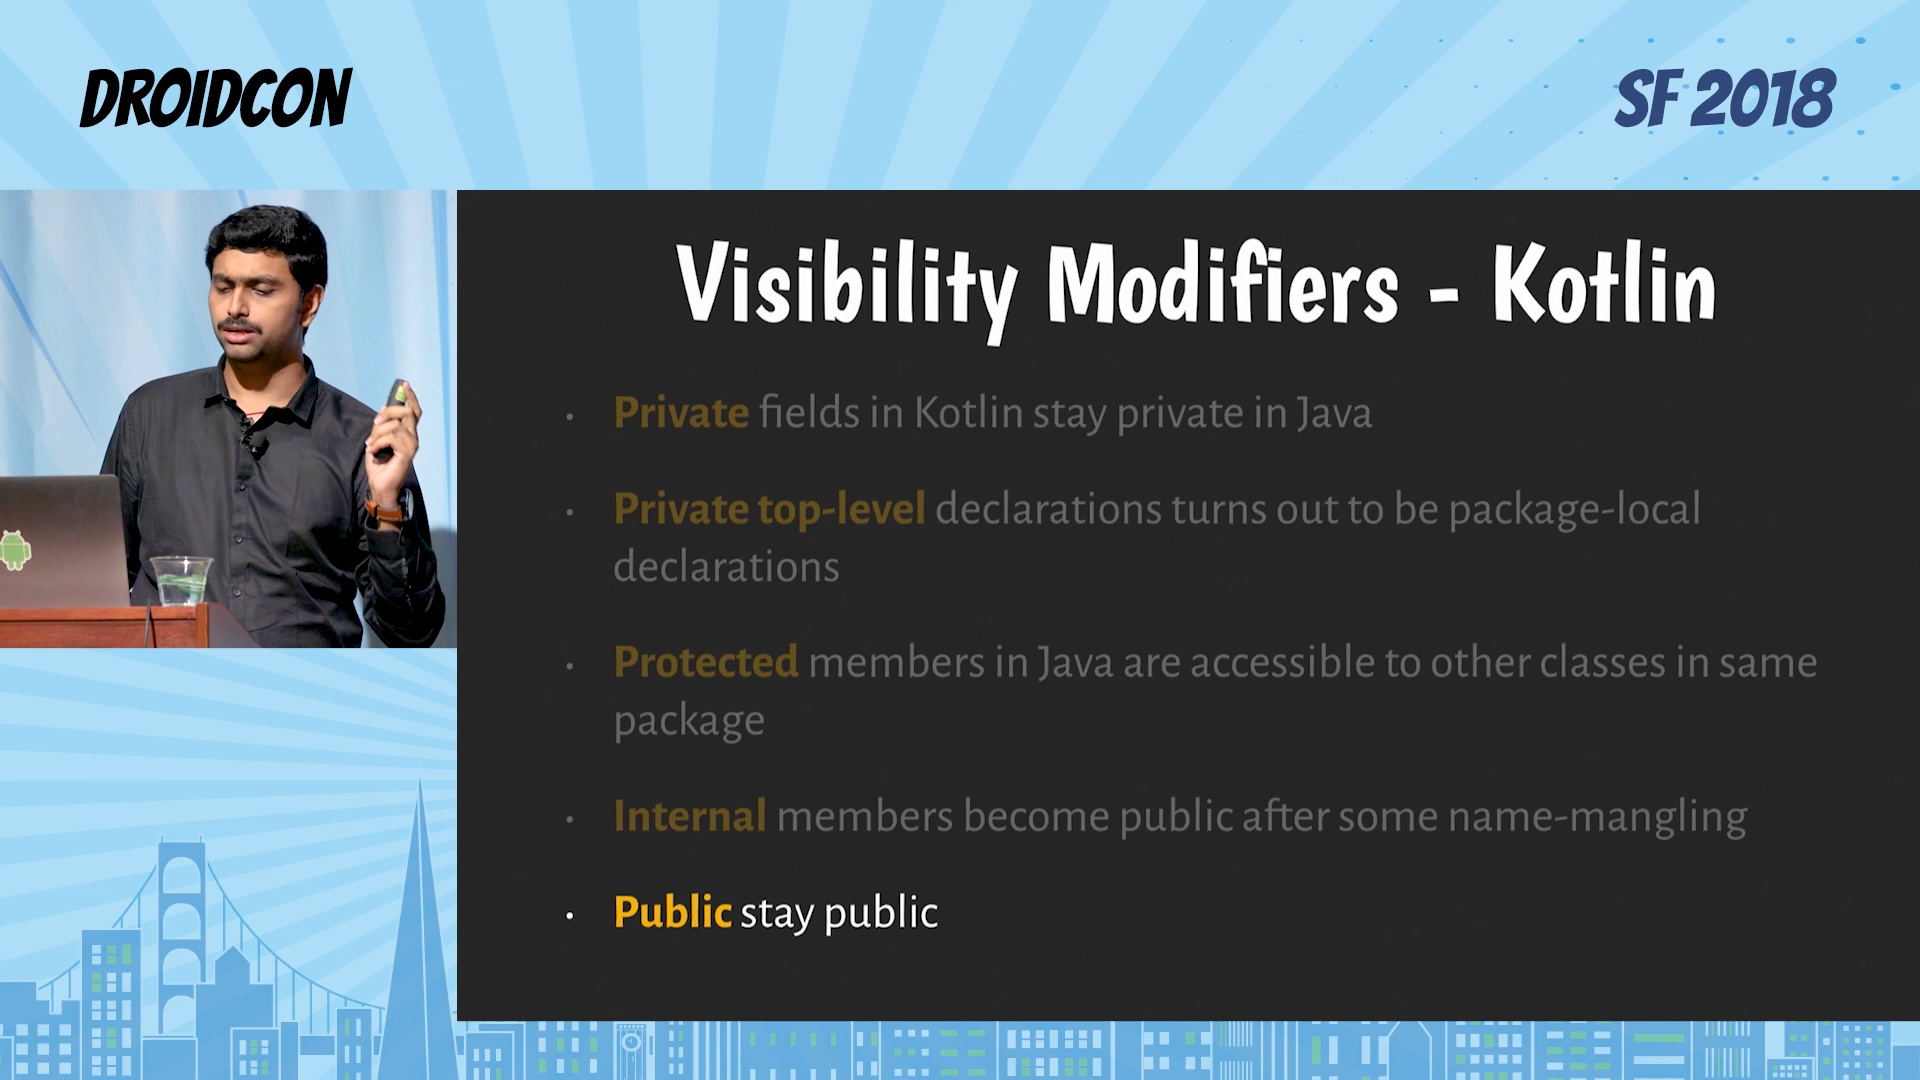 DROIDCON
SF 2018
Visibility Modifiers - Kotlin
• Private fields in Kotlin stay private in Java
• Private top-level declarations turns out to be package-local
declarations
• Protected members in Java are accessible to other classes in same
package
• Internal members become public after some name-mangling
• Public stay public